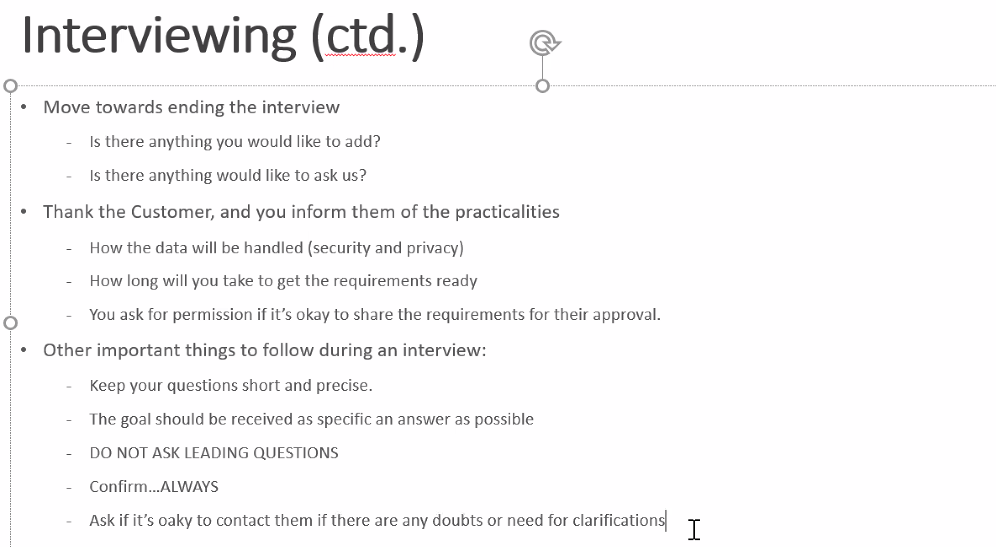 Interviewing (ctd.)
• Move towards ending the interview
- Is there anything you would like to add?
- Is there anything would like to ask us?
• Thank the Customer, and you inform them of the practicalities
- How the data will be handled (security and privacy)
- How long will you take to get the requirements ready
- You ask for permission if it's okay to share the requirements for their approval.
• Other important things to follow during an interview:
- Keep your questions short and precise.
- The goal should be received as specific an answer as possible
- DO NOT ASK LEADING QUESTIONS
- Confirm...ALWAYS
- Ask if it's oaky to contact them if there are any doubts or need for clarifications